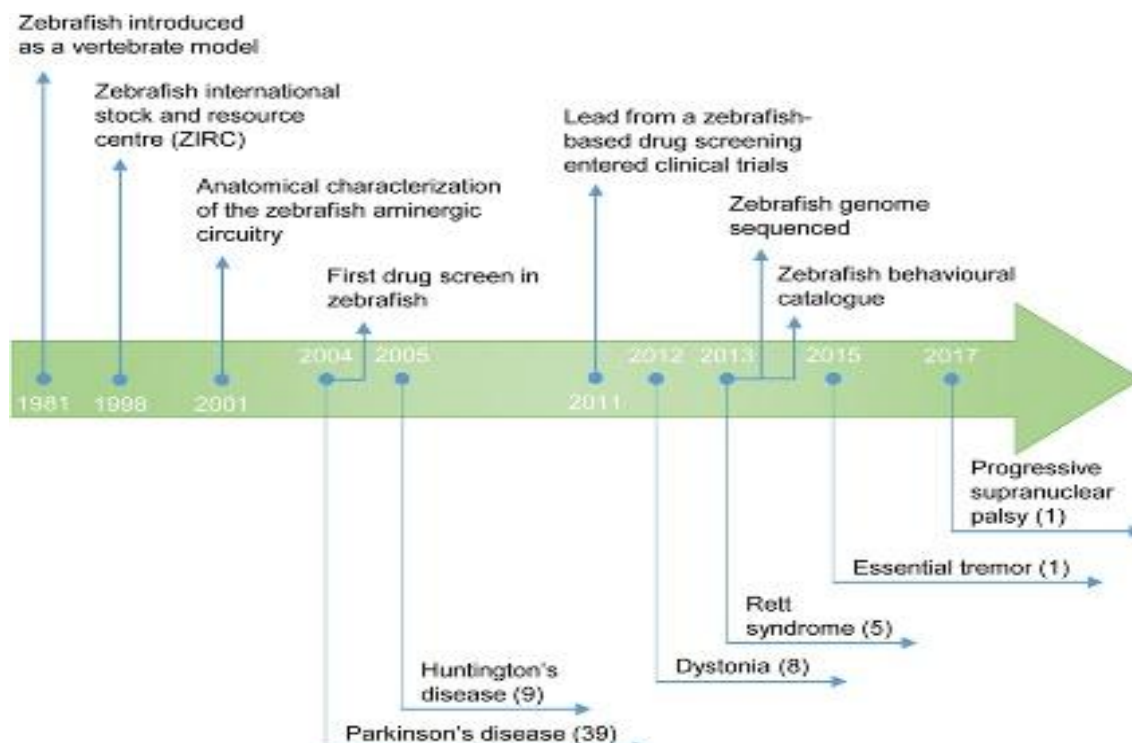 Zebrafish introduced
as a vertebrate model
Zebrafish international
stock and resource
centre (ZIRC)
Anatomical characterization
of the zebrafish aminergic
circuitry
First drug screen in
zebrafish
Lead from a zebrafish-
based drug screening
entered clinical trials
Zebrafish genome
sequenced
Zebrafish behavioural
catalogue
1981
1998
2001
2004
2005
2011
2012
2013
2015
2017
Progressive
supranuclear
palsy (1)
Essential tremor (1)
Rett
syndrome (5)
Dystonia (8)
Huntington's
disease (9)
Parkinson's disease (39)